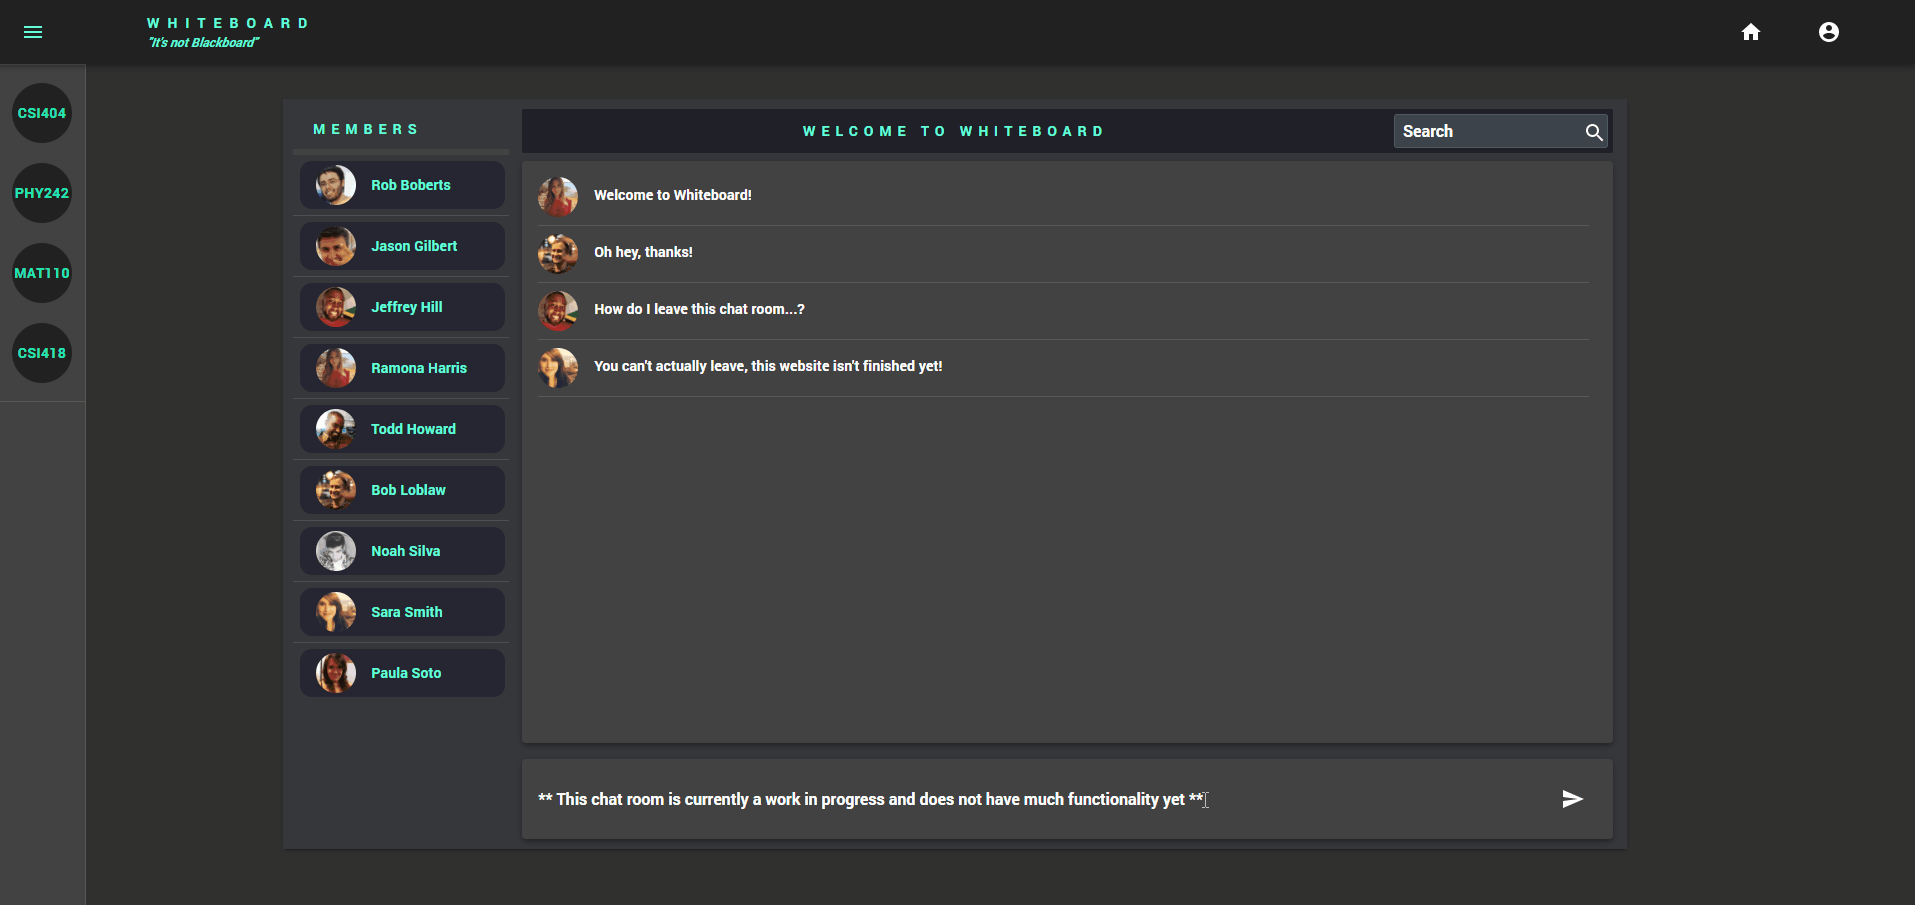 WHITEBOARD
"It's not Blackboard"
CSI404
PHY242
MAT110
CSI418
MEMBERS
Rob Boberts
Jason Gilbert
Jeffrey Hill
Ramona Harris
Todd Howard
Bob Loblaw
Noah Silva
Sara Smith
Paula Soto
WELCOME TO WHITEBOARD
Search
Welcome to Whiteboard!
Oh hey, thanks!
How do I leave this chat room...?
You can't actually leave, this website isn't finished yet!
** This chat room is currently a work in progress and does not have much functionality yet **